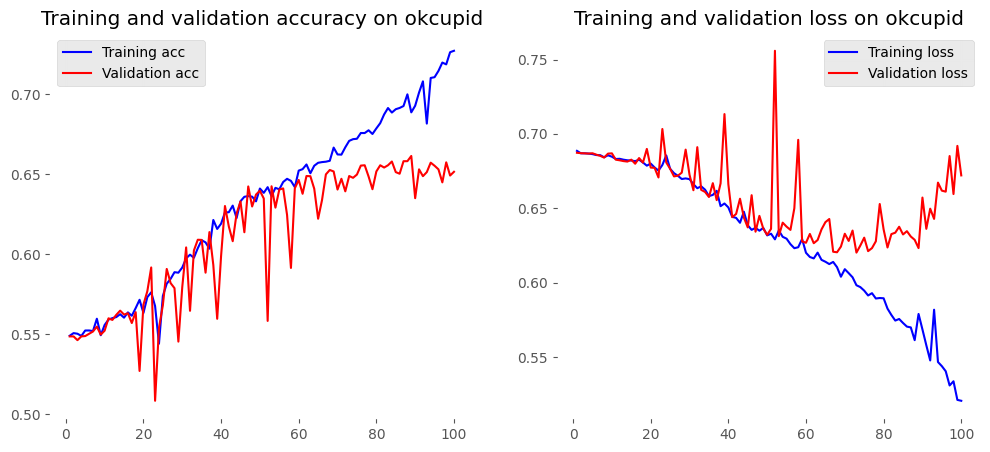 Training and validation accuracy on okcupid
Training acc
Validation acc
0.70
0.65
0.60
0.55
0.50
0 20 40 60 80 100
Training and validation loss on okcupid
Training loss
Validation loss
0.75
0.70
0.65
0.60
0.55
0 20 40 60 80 100